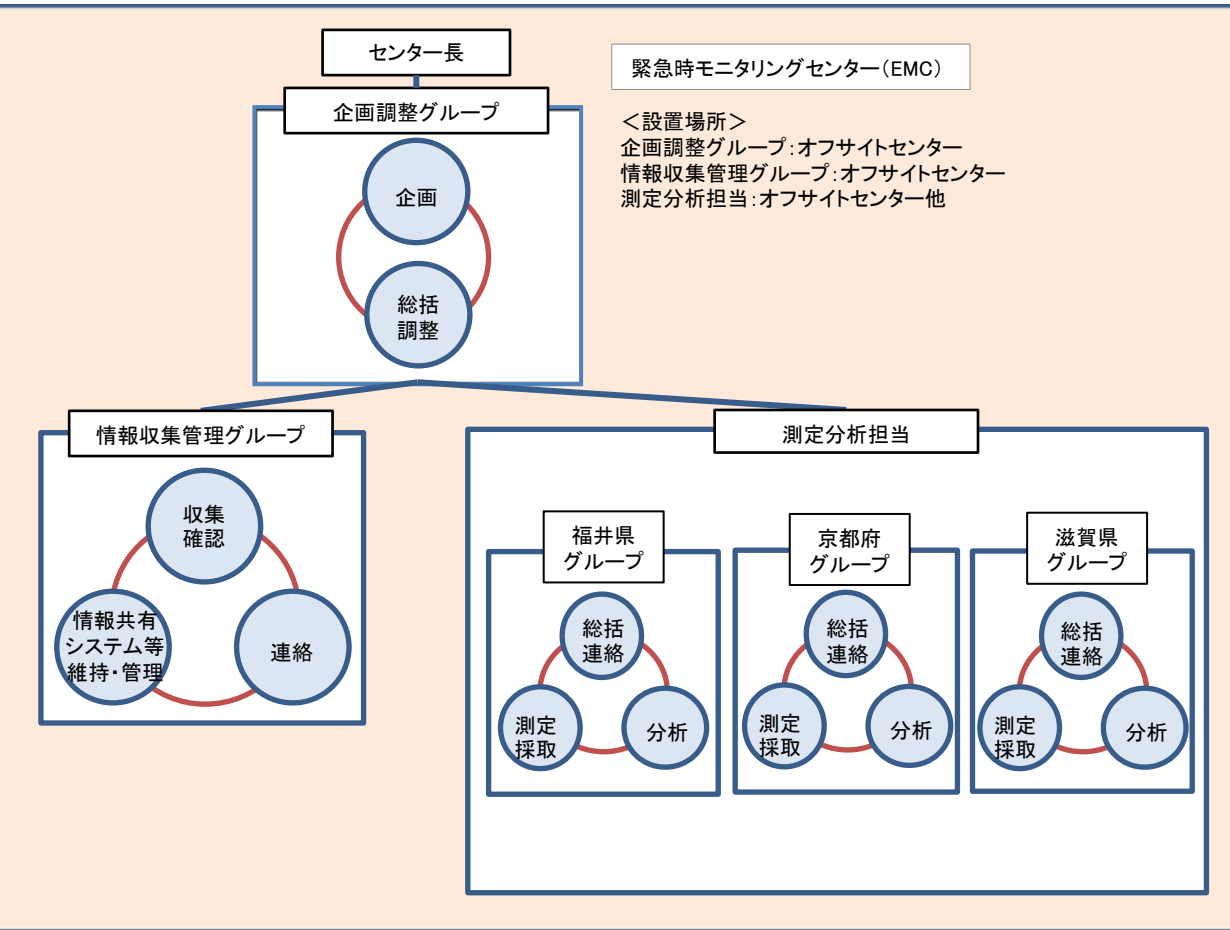 センター長
緊急時モニタリングセンター(EMC)
企画調整グループ
＜設置場所＞
企画調整グループ：オフサイトセンター
情報収集管理グループ：オフサイトセンター
測定分析担当：オフサイトセンター他
企画
総括
調整
情報収集管理グループ
収集
確認
情報共有
システム等
維持・管理
連絡
測定分析担当
福井県
グループ
総括
連絡
測定
採取
分析
京都府
グループ
総括
連絡
測定
採取
分析
滋賀県
グループ
総括
連絡
測定
採取
分析